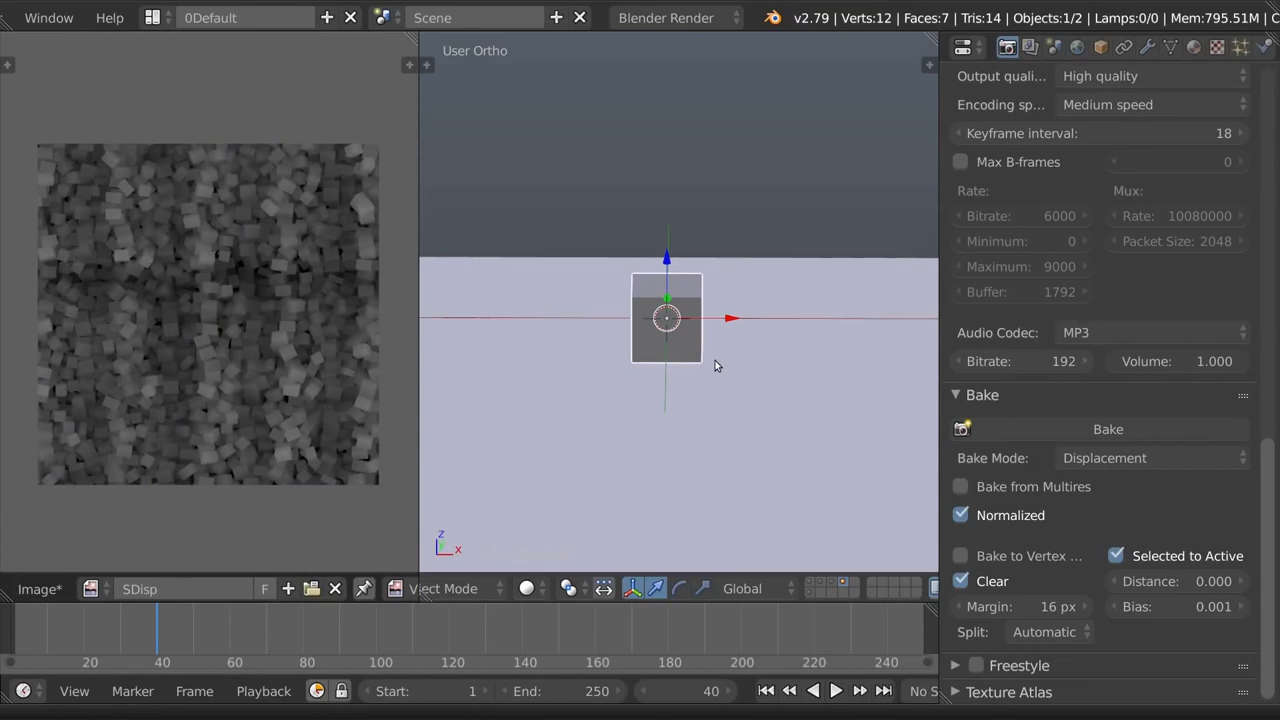 Window Help 0Default Scene Blender Render v2.79 | Verts:12 | Faces:7 | Tris:14 | Objects:1/2 | Lamps:0/0 | Mem:795.51M | C
User Ortho
Output quali... High quality
Encoding sp... Medium speed
Keyframe interval: 18
Max B-frames 0
Rate: Mux:
Bitrate: 6000 Rate: 10080000
Minimum: 0 Packet Size: 2048
Maximum: 9000
Buffer: 1792
Audio Codec: MP3
Bitrate: 192 Volume: 1.000
Bake
Bake
Bake Mode: Displacement
Bake from Multires
Normalized
Bake to Vertex ... Selected to Active
Clear Distance: 0.000
Margin: 16 px Bias: 0.001
Split: Automatic
Freestyle
Texture Atlas
z
x
Image* SDisp F ject Mode Global
20 40 60 80 100 120 140 160 180 200 220 240
View Marker Frame Playback Start: 1 End: 250 40 No S